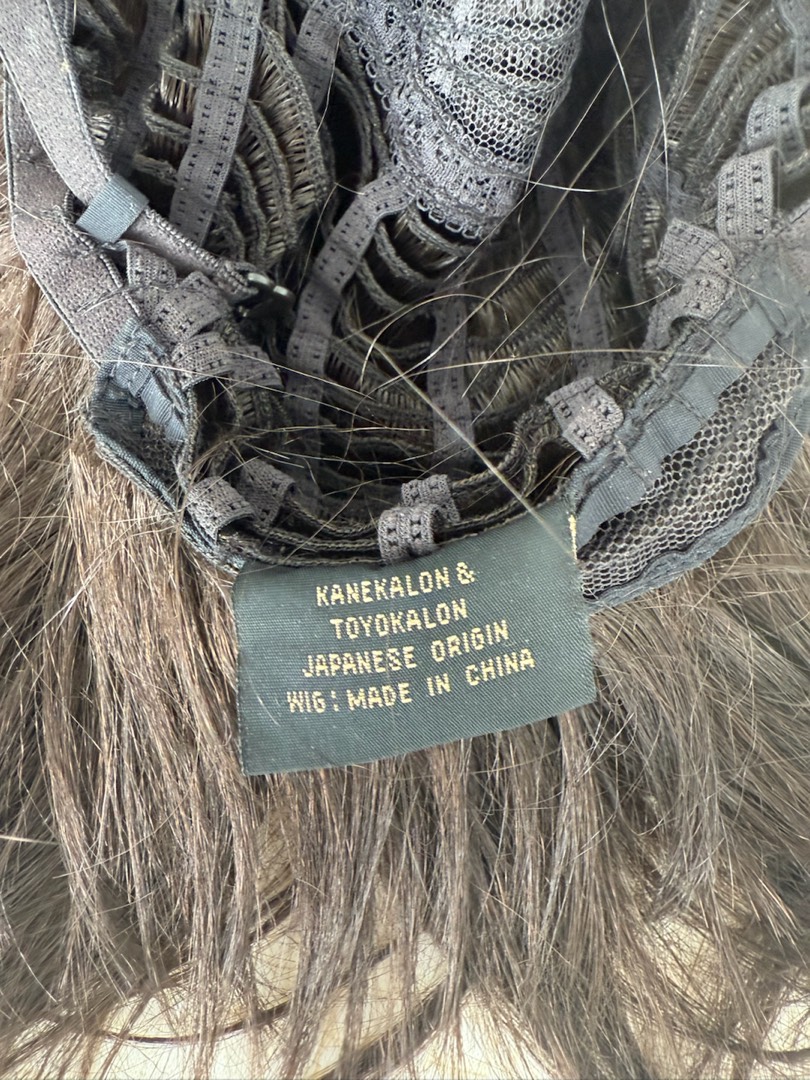 KANEKALON &
TOYOKALON
JAPANESE ORIGIN
WIG: MADE IN CHINA